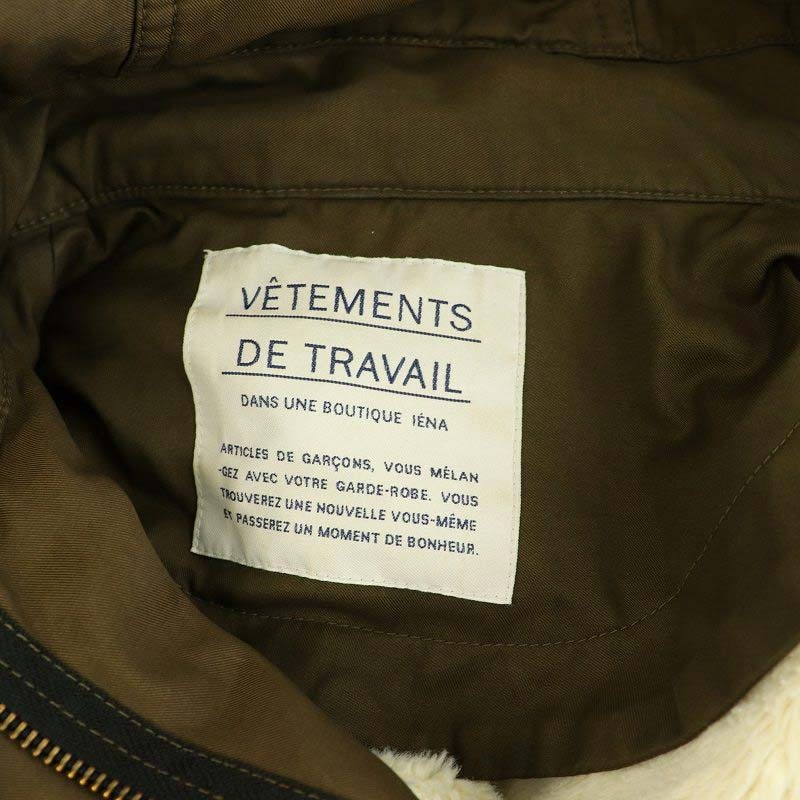 VÊTEMENTS
DE TRAVAIL
DANS UNE BOUTIQUE IÉNA
ARTICLES DE GARÇONS, VOUS MÉLAN
-GEZ AVEC VOTRE GARDE-ROBE. VOUS
TROUVEREZ UNE NOUVELLE VOUS-MÊME
ET PASSEREZ UN MOMENT DE BONHEUR.